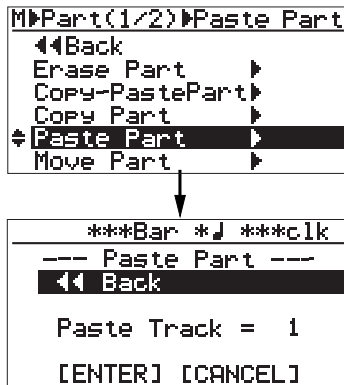 M▶Part(1/2)▶Paste Part
◀◀Back
Erase Part ▶
Copy-PastePart▶
Copy Part ▶
Paste Part ▶
Move Part ▶
***Bar *♩ ***clk
--- Paste Part ---
◀◀ Back
Paste Track = 1
[ENTER] [CANCEL]